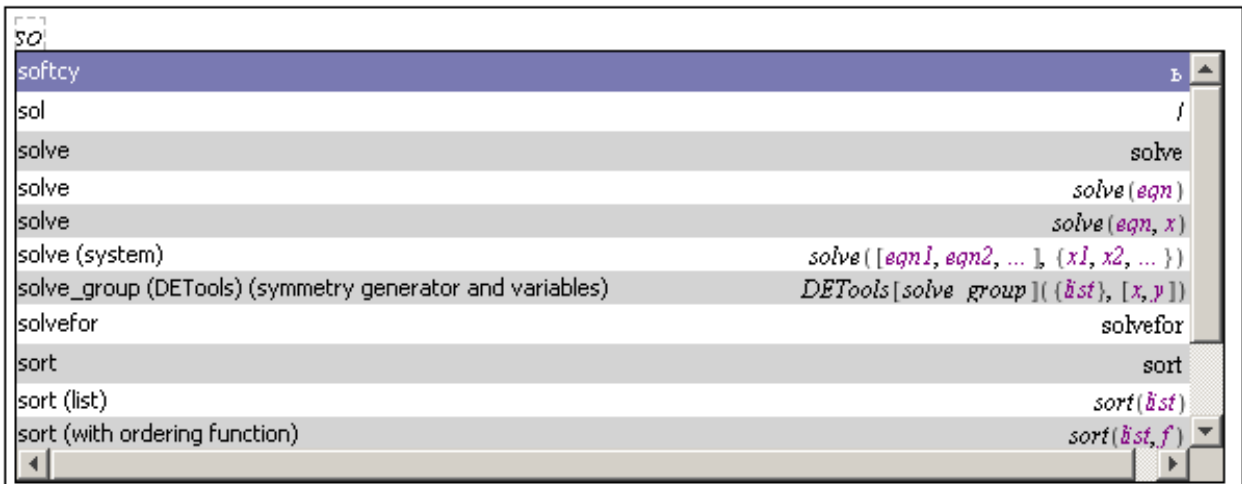 so
softcy ь
sol /
solve solve
solve solve(eqn)
solve solve(eqn, x)
solve (system) solve([eqn1, eqn2, ... ], {x1, x2, ... })
solve_group (DETools) (symmetry generator and variables) DETools[solve_group]({list}, [x, y])
solvefor solvefor
sort sort
sort (list) sort(list)
sort (with ordering function) sort(list, f)